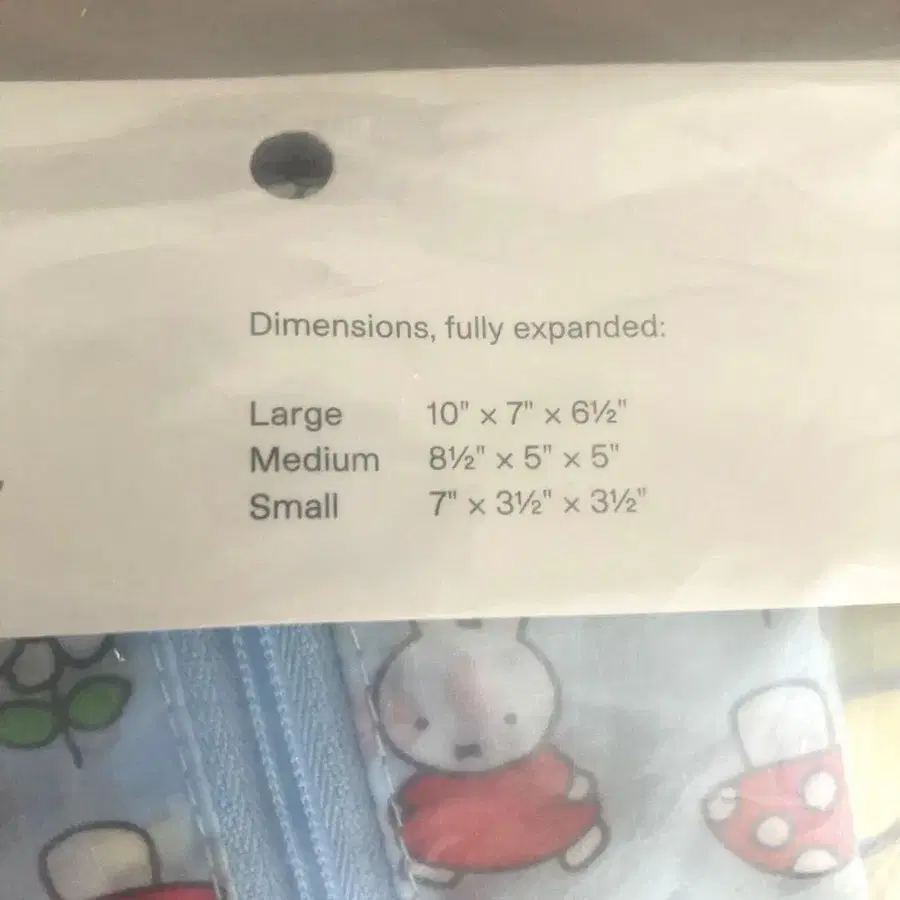 Dimensions, fully expanded:
Large 10" × 7" × 6½"
Medium 8½" × 5" × 5"
Small 7" × 3½" × 3½"